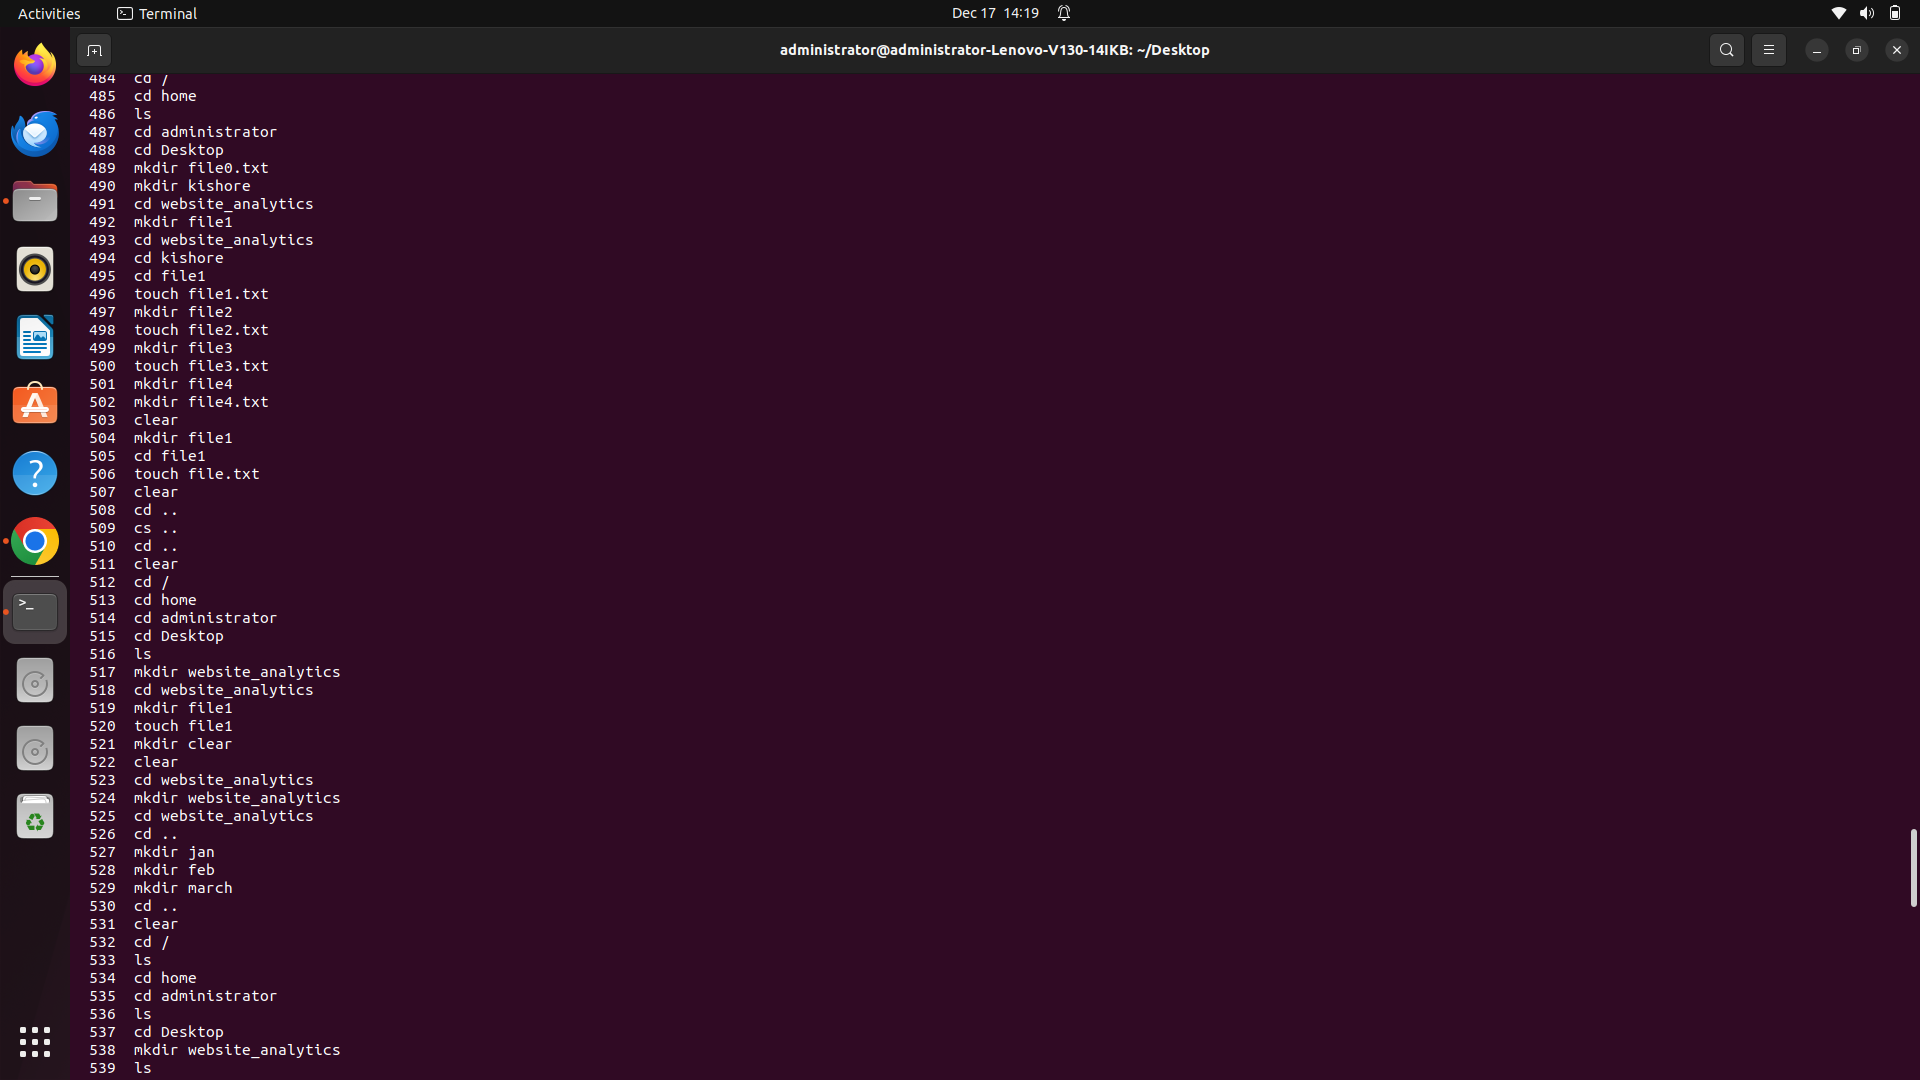 Activities
Terminal
Dec 17 14:19
administrator@administrator-Lenovo-V130-14IKB: ~/Desktop
484 cd /
485 cd home
486 ls
487 cd administrator
488 cd Desktop
489 mkdir file0.txt
490 mkdir kishore
491 cd website_analytics
492 mkdir file1
493 cd website_analytics
494 cd kishore
495 cd file1
496 touch file1.txt
497 mkdir file2
498 touch file2.txt
499 mkdir file3
500 touch file3.txt
501 mkdir file4
502 mkdir file4.txt
503 clear
504 mkdir file1
505 cd file1
506 touch file.txt
507 clear
508 cd ..
509 cs ..
510 cd ..
511 clear
512 cd /
513 cd home
514 cd administrator
515 cd Desktop
516 ls
517 mkdir website_analytics
518 cd website_analytics
519 mkdir file1
520 touch file1
521 mkdir clear
522 clear
523 cd website_analytics
524 mkdir website_analytics
525 cd website_analytics
526 cd ..
527 mkdir jan
528 mkdir feb
529 mkdir march
530 cd ..
531 clear
532 cd /
533 ls
534 cd home
535 cd administrator
536 ls
537 cd Desktop
538 mkdir website_analytics
539 ls